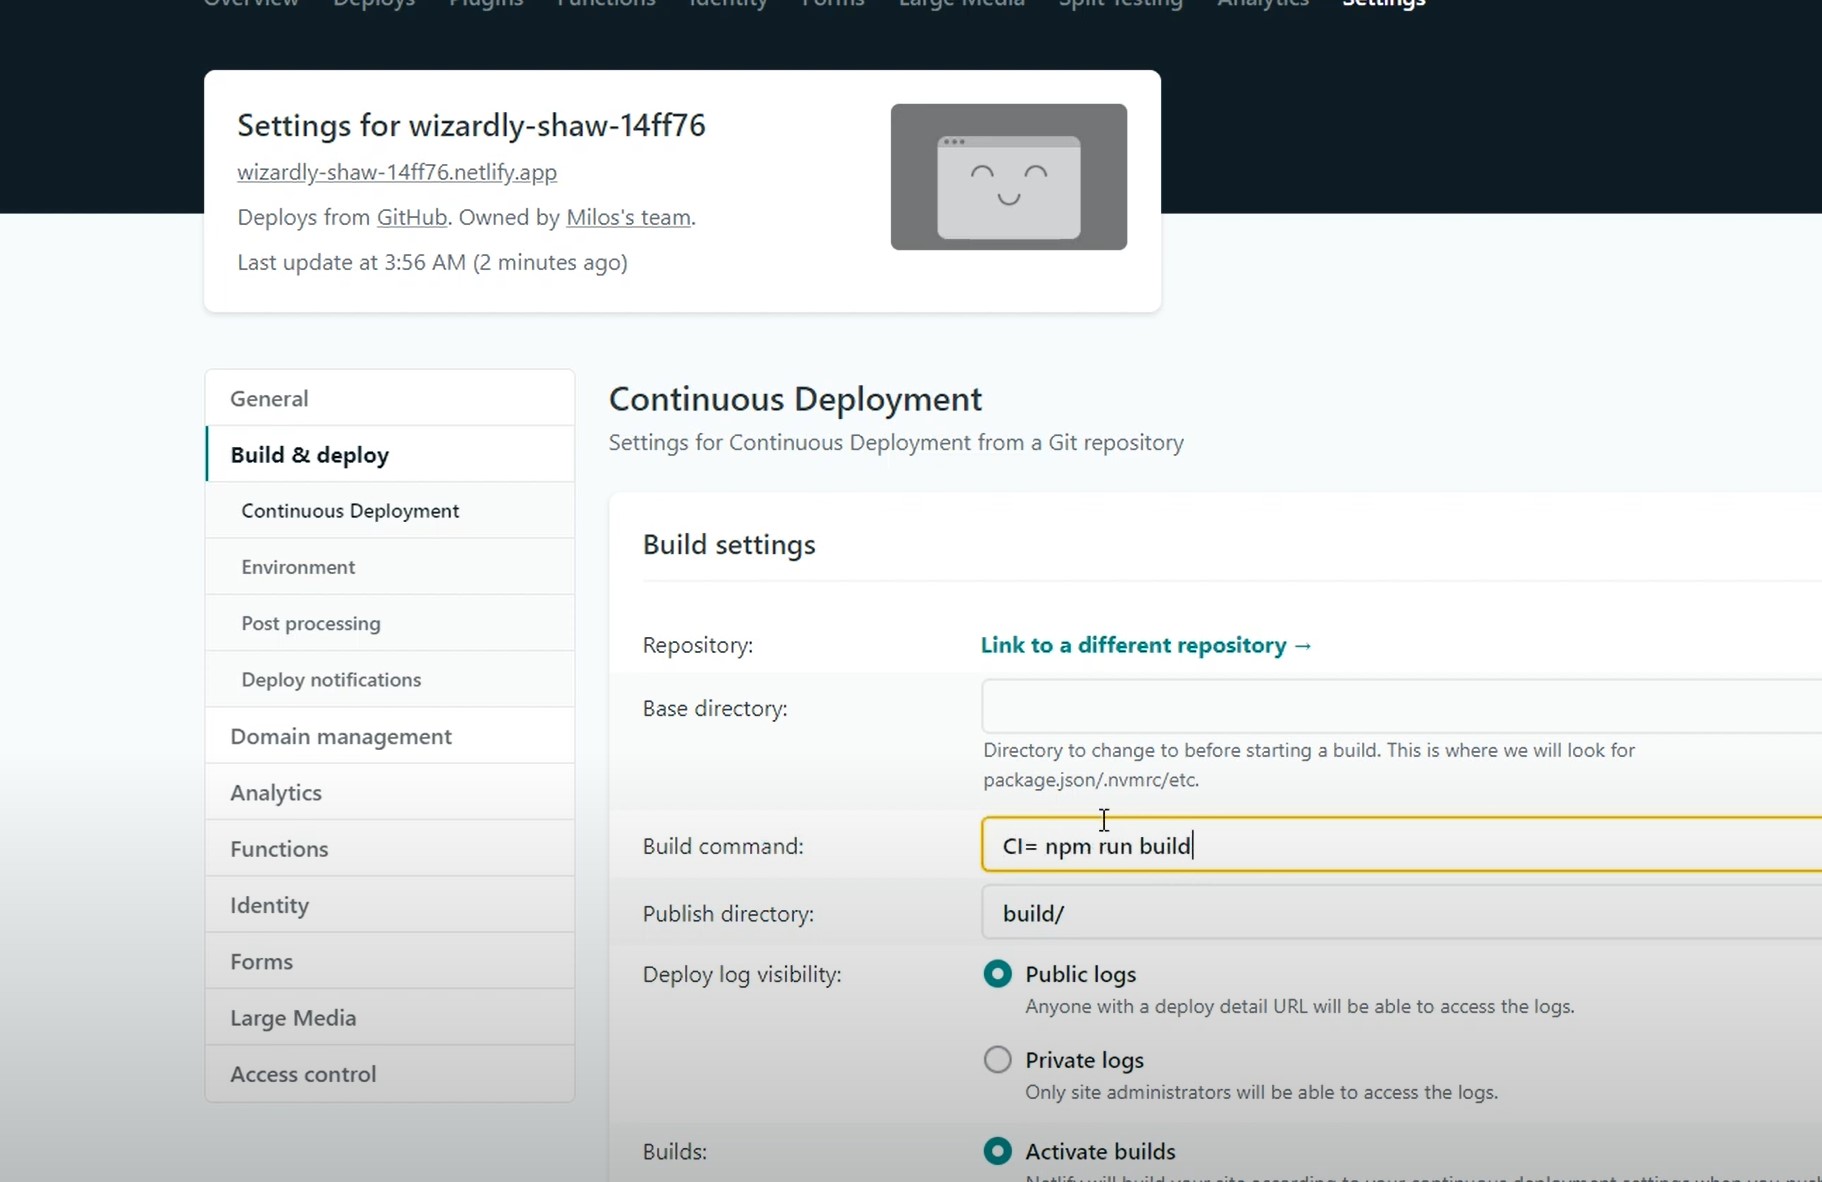 Overview Deploys Plugins Functions Identity Forms Large Media Split Testing Analytics Settings
Settings for wizardly-shaw-14ff76
wizardly-shaw-14ff76.netlify.app
Deploys from GitHub. Owned by Milos's team.
Last update at 3:56 AM (2 minutes ago)
General
Build & deploy
Continuous Deployment
Environment
Post processing
Deploy notifications
Domain management
Analytics
Functions
Identity
Forms
Large Media
Access control
Continuous Deployment
Settings for Continuous Deployment from a Git repository
Build settings
Repository:
Link to a different repository →
Base directory:
Directory to change to before starting a build. This is where we will look for
package.json/.nvmrc/etc.
Build command:
CI= npm run build
Publish directory:
build/
Deploy log visibility:
Public logs
Anyone with a deploy detail URL will be able to access the logs.
Private logs
Only site administrators will be able to access the logs.
Builds:
Activate builds